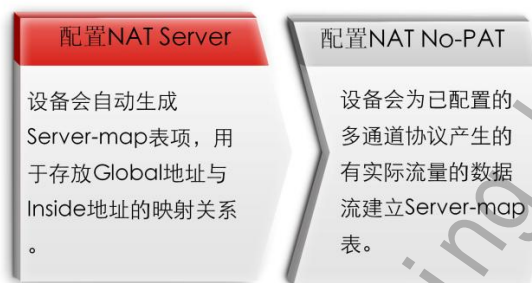 配置NAT Server
设备会自动生成
Server-map表项，用
于存放Global地址与
Inside地址的映射关系
。
配置NAT No-PAT
设备会为已配置的
多通道协议产生的
有实际流量的数据
流建立Server-map
表。
ing